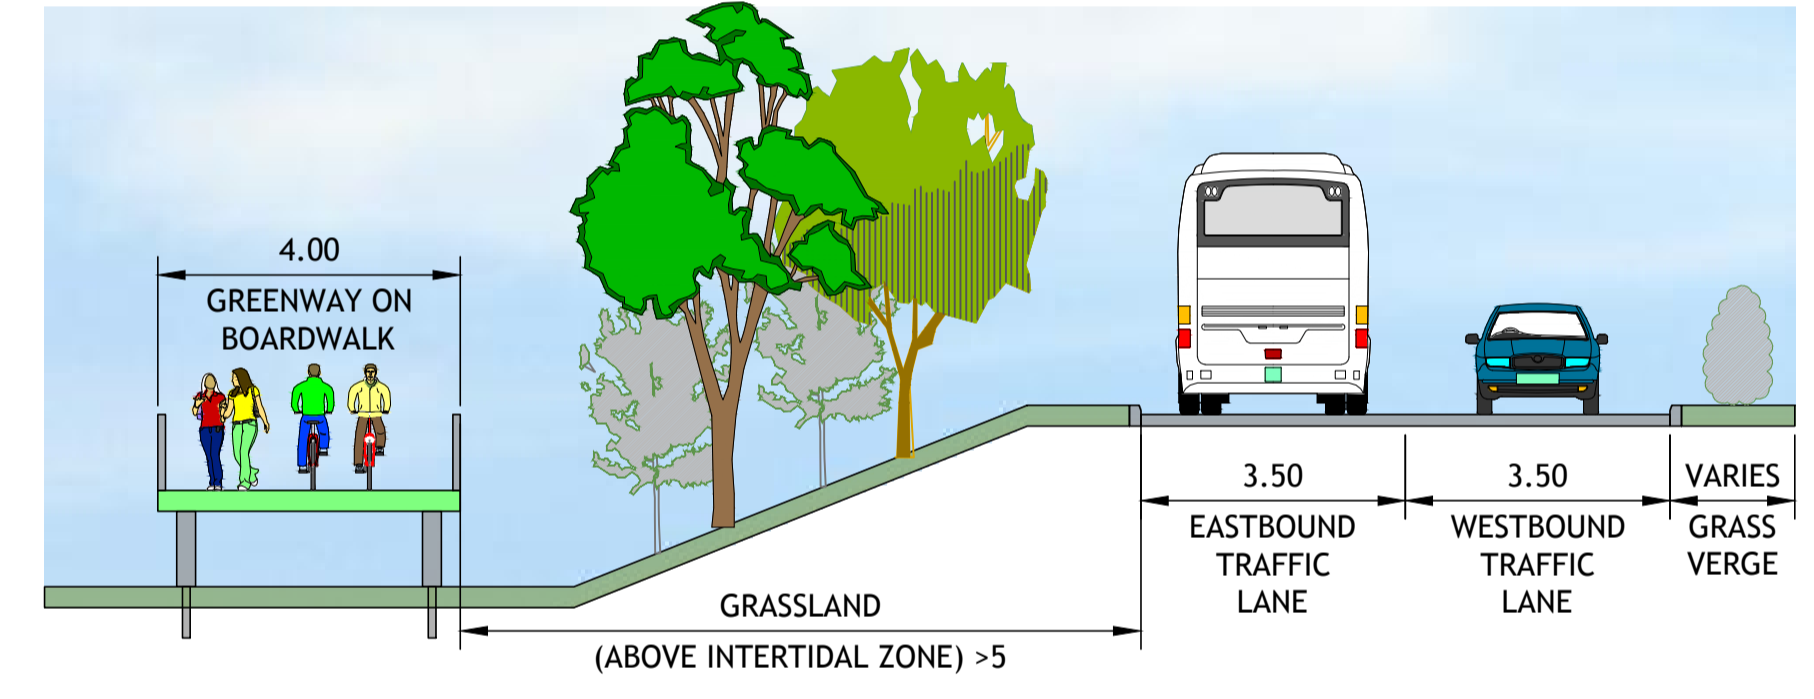 4.00
GREENWAY ON
BOARDWALK
GRASSLAND
(ABOVE INTERTIDAL ZONE) >5
3.50
EASTBOUND
TRAFFIC
LANE
3.50
WESTBOUND
TRAFFIC
LANE
VARIES
GRASS
VERGE